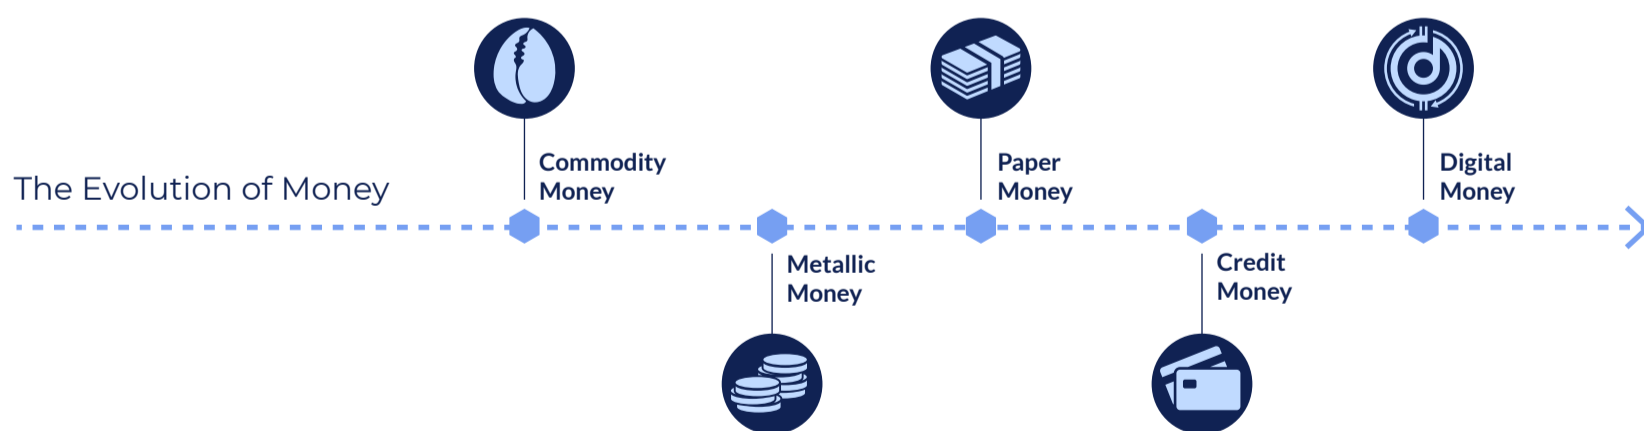 The Evolution of Money
Commodity
Money
Metallic
Money
Paper
Money
Credit
Money
Digital
Money